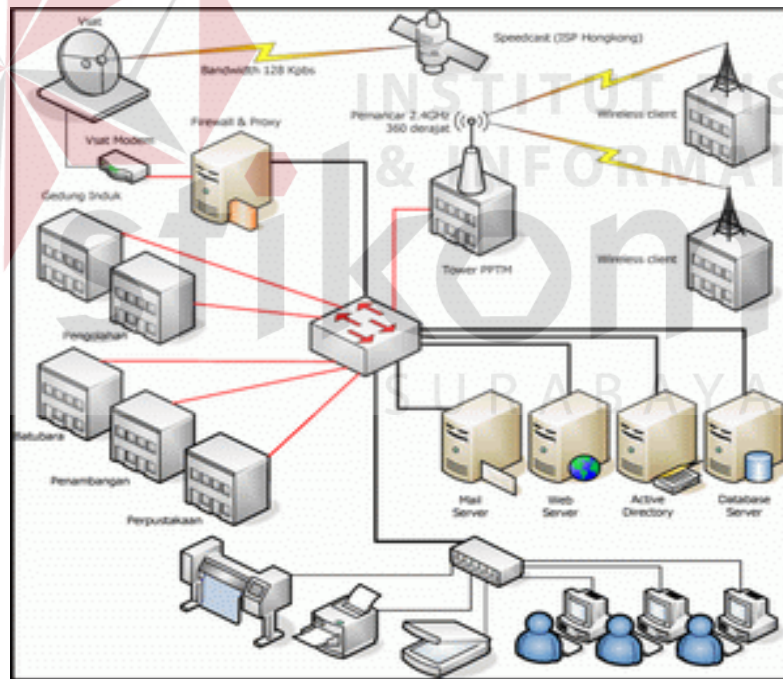 Vsat
Speedcast (ISP Hongkong)
Bandwidth 128 Kpbs
INSTITUT BIS
Firewall & Proxy
Pemancar 2.4GHz
360 derajat
Wireless client
Vsat Modem
& INFORMAT
Gedung Induk
stikom
Tower PPTM
Wireless client
Pengolahan
SURABAYA
Batubara
Penambangan
Perpustakaan
Mail
Server
Web
Server
Active
Directory
Database
Server